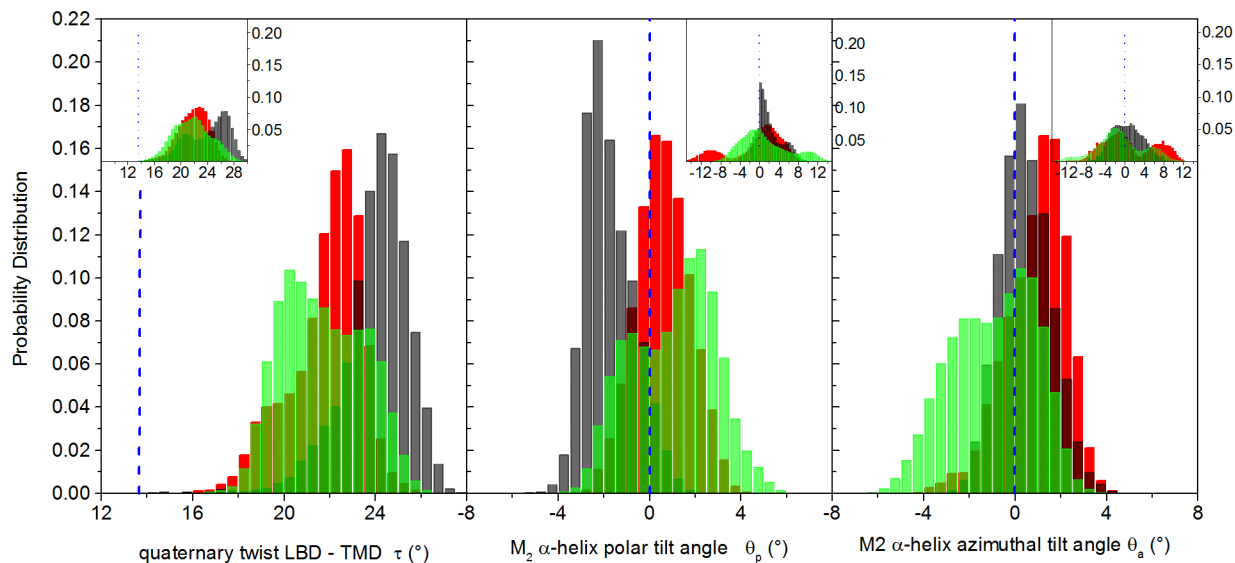 Probability Distribution
0.22
0.20
0.18
0.16
0.14
0.12
0.10
0.08
0.06
0.04
0.02
0.00
0.20
0.15
0.10
0.05
12 16 20 24 28
0.20
0.15
0.10
0.05
-12 -8 -4 0 4 8 12
0.20
0.15
0.10
0.05
-12 -8 -4 0 4 8 12
12 16 20 24 -8
-4 0 4 -8
-4 0 4 8
quaternary twist LBD - TMD τ (°)
M₂ α-helix polar tilt angle θₚ (°)
M2 α-helix azimuthal tilt angle θₐ (°)